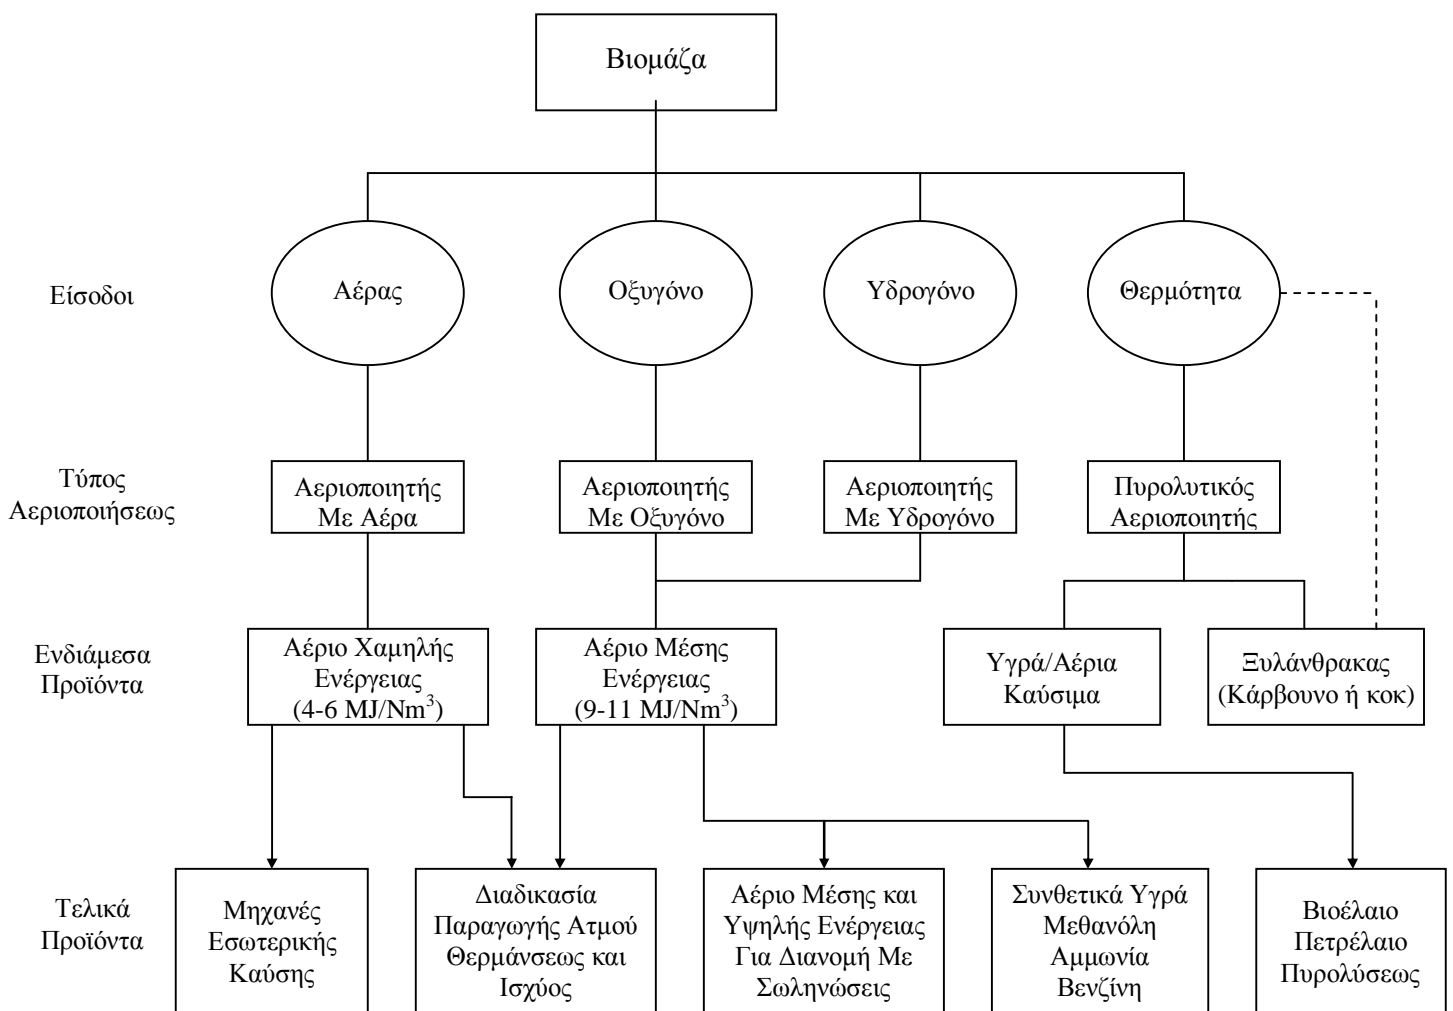 Βιομάζα
Είσοδοι
Αέρας
Οξυγόνο
Υδρογόνο
Θερμότητα
Τύπος
Αεριοποιήσεως
Αεριοποιητής
Με Αέρα
Αεριοποιητής
Με Οξυγόνο
Αεριοποιητής
Με Υδρογόνο
Πυρολυτικός
Αεριοποιητής
Ενδιάμεσα
Προϊόντα
Αέριο Χαμηλής
Ενέργειας
(4-6 MJ/Nm³)
Αέριο Μέσης
Ενέργειας
(9-11 MJ/Nm³)
Υγρά/Αέρια
Καύσιμα
Ξυλάνθρακας
(Κάρβουνο ή κοκ)
Τελικά
Προϊόντα
Μηχανές
Εσωτερικής
Καύσης
Διαδικασία
Παραγωγής Ατμού
Θερμάνσεως και
Ισχύος
Αέριο Μέσης και
Υψηλής Ενέργειας
Για Διανομή Με
Σωληνώσεις
Συνθετικά Υγρά
Μεθανόλη
Αμμωνία
Βενζίνη
Βιοέλαιο
Πετρέλαιο
Πυρολύσεως